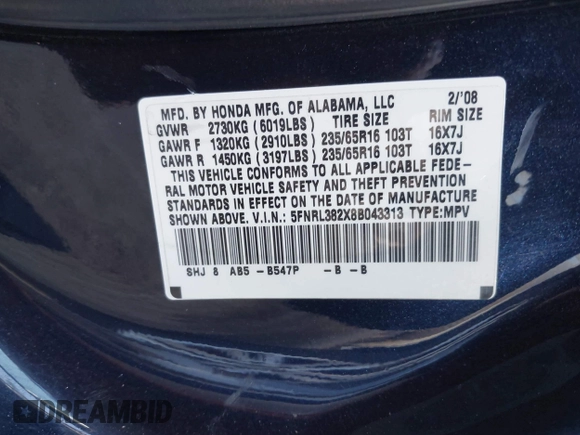 MFD. BY HONDA MFG. OF ALABAMA, LLC 2/'08
GVWR 2730KG (6019LBS) TIRE SIZE RIM SIZE
GAWR F 1320KG (2910LBS) 235/65R16 103T 16X7J
GAWR R 1450KG (3197LBS) 235/65R16 103T 16X7J
THIS VEHICLE CONFORMS TO ALL APPLICABLE FEDE-
RAL MOTOR VEHICLE SAFETY AND THEFT PREVENTION
STANDARDS IN EFFECT ON THE DATE OF MANUFACTURE
SHOWN ABOVE. V.I.N.: 5FNRL382X8B043313 TYPE:MPV
SHJ 8 AB5 -B547P -B -B
DREAMBID